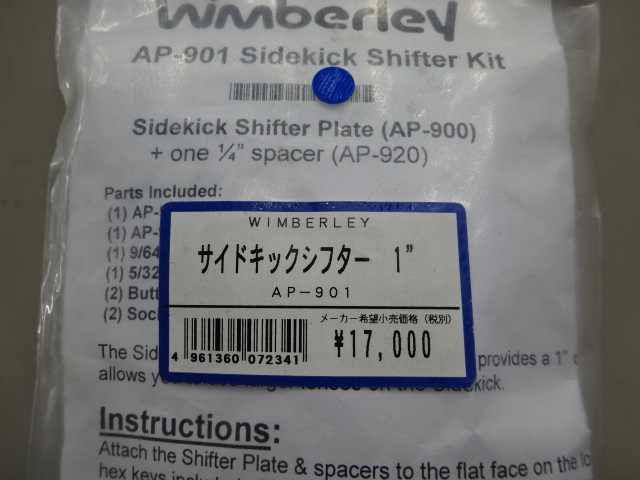 wimberley
AP-901 Sidekick Shifter Kit
Sidekick Shifter Plate (AP-900)
+ one ¼" spacer (AP-920)
Parts Included:
(1) AP-
(1) AP-
(1) 9/64
(1) 5/32
(2) Butt
(2) Soc
WIMBERLEY
サイドキックシフター 1"
AP-901
メーカー希望小売価格(税別)
¥17,000
4 961360 072341
The Sid
provides a 1"
allows
on the Sidekick.
Instructions:
Attach the Shifter Plate & spacers to the flat face on the
hex keys